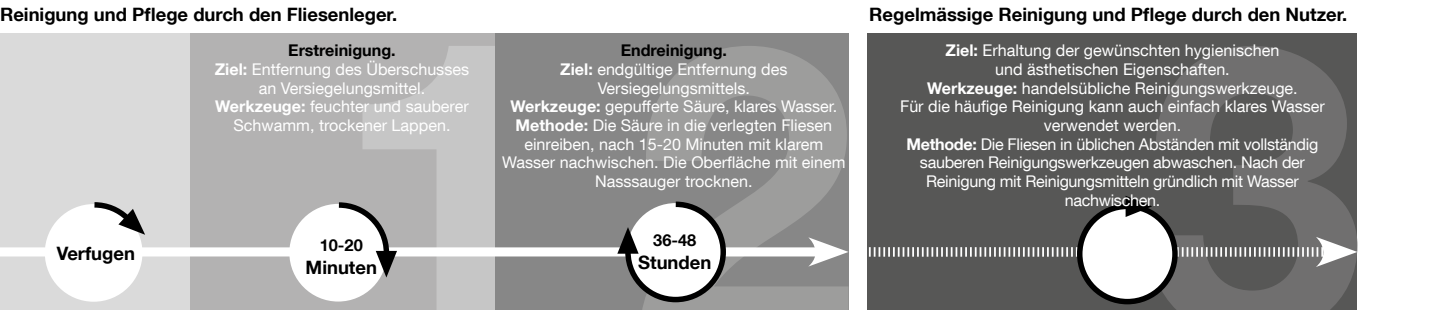 Reinigung und Pflege durch den Fliesenleger.
Erstreinigung.
Ziel: Entfernung des Überschusses
an Versiegelungsmittel.
Werkzeuge: feuchter und sauberer
Schwamm, trockener Lappen.
1
Endreinigung.
Ziel: endgültige Entfernung des
Versiegelungsmittels.
Werkzeuge: gepufferte Säure, klares Wasser.
Methode: Die Säure in die verlegten Fliesen
einreiben, nach 15-20 Minuten mit klarem
Wasser nachwischen. Die Oberfläche mit einem
Nasssauger trocknen.
2
Verfugen
10-20
Minuten
36-48
Stunden
Regelmässige Reinigung und Pflege durch den Nutzer.
Ziel: Erhaltung der gewünschten hygienischen
und ästhetischen Eigenschaften.
Werkzeuge: handelsübliche Reinigungswerkzeuge.
Für die häufige Reinigung kann auch einfach klares Wasser
verwendet werden.
Methode: Die Fliesen in üblichen Abständen mit vollständig
sauberen Reinigungswerkzeugen abwaschen. Nach der
Reinigung mit Reinigungsmitteln gründlich mit Wasser
nachwischen.
3